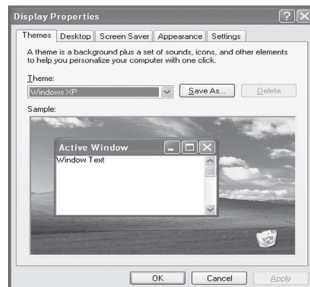 Display Properties
Themes Desktop Screen Saver Appearance Settings
A theme is a background plus a set of sounds, icons, and other elements
to help you personalize your computer with one click.
Theme:
Windows XP Save As... Delete
Sample:
Active Window
Window Text
OK Cancel Apply